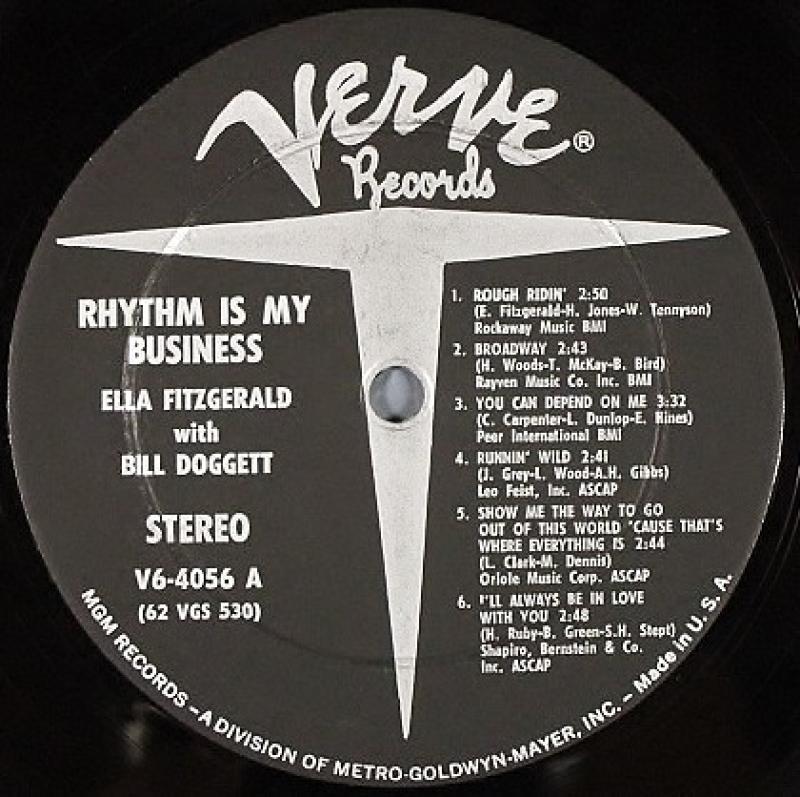 Verve®
Records
RHYTHM IS MY
BUSINESS
ELLA FITZGERALD
with
BILL DOGGETT
STEREO
V6-4056 A
(62 VGS 530)
1. ROUGH RIDIN' 2:50
(E. Fitzgerald-H. Jones-W. Tennyson)
Rockaway Music BMI
2. BROADWAY 2:43
(H. Woods-T. McKay-B. Bird)
Rayven Music Co. Inc. BMI
3. YOU CAN DEPEND ON ME 3:32
(C. Carpenter-L. Dunlop-E. Hines)
Peer International BMI
4. RUNNIN' WILD 2:41
(J. Grey-L. Wood-A.H. Gibbs)
Leo Feist, Inc. ASCAP
5. SHOW ME THE WAY TO GO
OUT OF THIS WORLD 'CAUSE THAT'S
WHERE EVERYTHING IS 2:44
(L. Clark-M. Dennis)
Oriole Music Corp. ASCAP
6. I'LL ALWAYS BE IN LOVE
WITH YOU 2:48
(H. Ruby-B. Green-S.H. Stept)
Shapiro, Bernstein & Co.
Inc. ASCAP
MGM RECORDS – A DIVISION OF METRO-GOLDWYN-MAYER, INC. – Made in U. S. A.